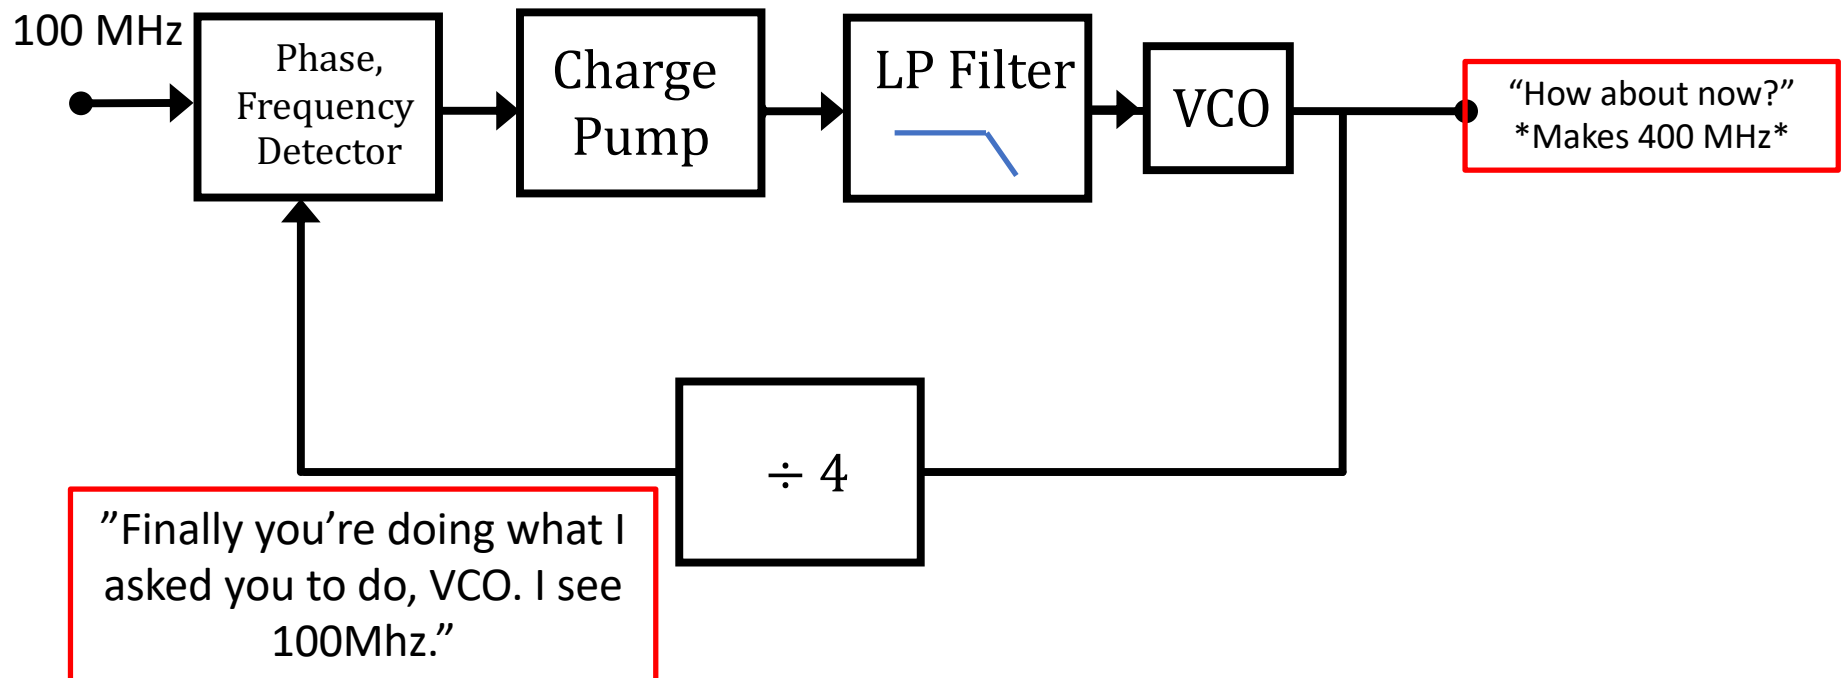 100 MHz
Phase,
Frequency
Detector
Charge
Pump
LP Filter
VCO
“How about now?”
*Makes 400 MHz*
÷ 4
”Finally you’re doing what I
asked you to do, VCO. I see
100Mhz.”